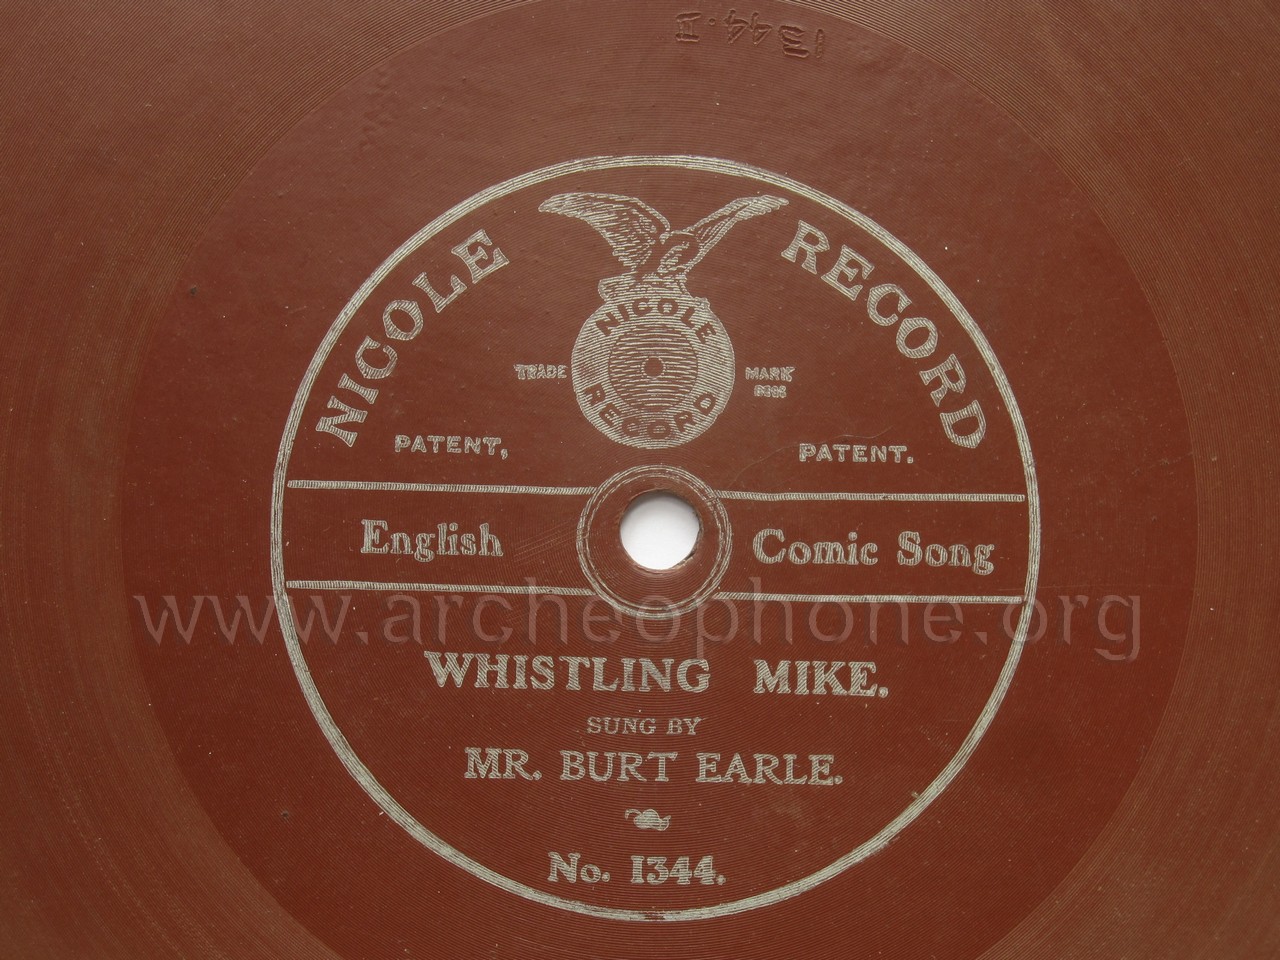 1344·II
NICOLE RECORD
NICOLE
RECORD
TRADE MARK
PATENT, PATENT.
English Comic Song
www.archeophone.org
WHISTLING MIKE.
SUNG BY
MR. BURT EARLE.
No. 1344.